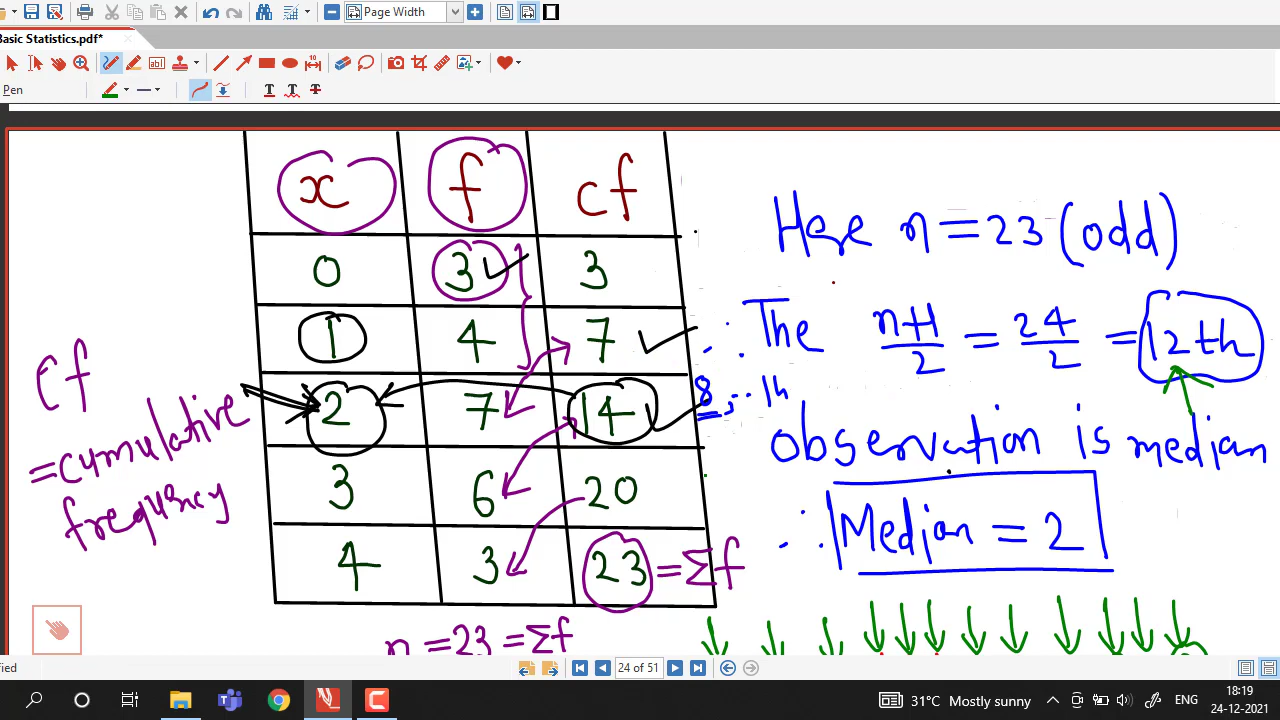 Page Width
Basic Statistics.pdf*
Pen
x f cf
0 3 3
1 4 7
2 7 14
3 6 20
4 3 23 = Σf
n = 23 = Σf
cf
= cumulative
frequency
Here n = 23 (odd)
∴ The n+1/2 = 24/2 = 12th
8
observation is median
∴ Median = 2
24 of 51
31°C Mostly sunny
ENG
18:19
24-12-2021